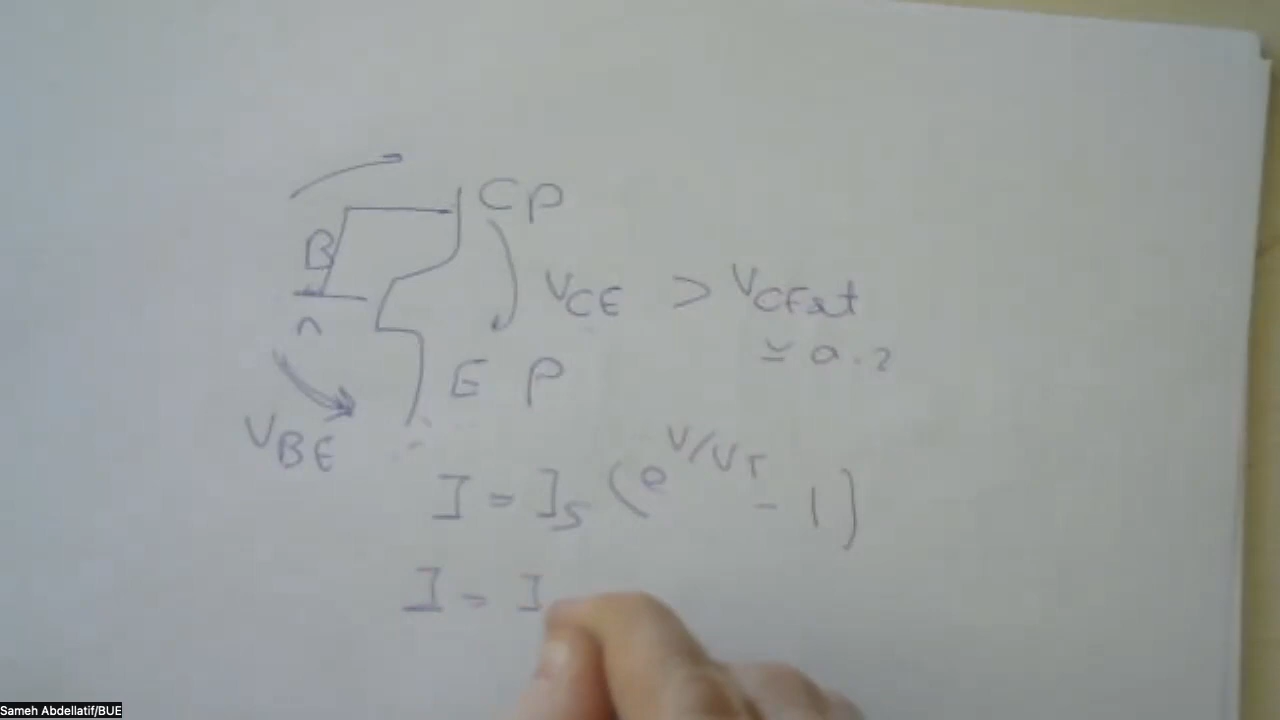 C P
B
V_CE > V_CEsat
n
≃ 0.2
E P
V_BE
I = I_S (e^{V/V_T} - 1)
I = I
Sameh Abdellatif/BUE